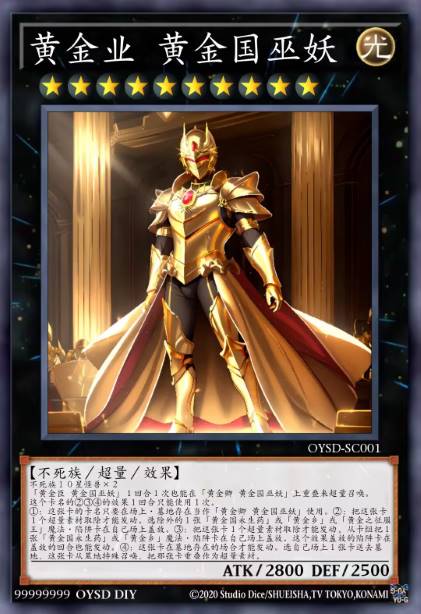 黄金业 黄金国巫妖
光
OYSD-SC001
【不死族／超量／效果】
不死族１０星怪兽×２
「黄金臣 黄金国巫妖」１回合１次也能在「黄金卿 黄金国巫妖」上重叠来超量召唤。
这个卡名的②③④的效果１回合只能使用１次。
①：这张卡的卡名只要在场上・墓地存在当作「黄金卿 黄金国巫妖」使用。②：把这张卡
１个超量素材取除才能发动。选除外的１张「黄金国永生药」或「黄金乡」或「黄金之征服
王」魔法・陷阱卡在自己场上盖放。③：把这张卡１个超量素材取除才能发动。从卡组把１
张「黄金国永生药」或「黄金乡」魔法・陷阱卡在自己场上盖放。这个效果盖放的陷阱卡在
盖放的回合也能发动。④：这张卡在墓地存在的场合才能发动。选自己场上１张卡送去墓
地，这张卡从墓地特殊召唤，把那张卡重叠作为超量素材。
ATK/2800 DEF/2500
99999999 OYSD DIY ©2020 Studio Dice/SHUEISHA,TV TOKYO,KONAMI